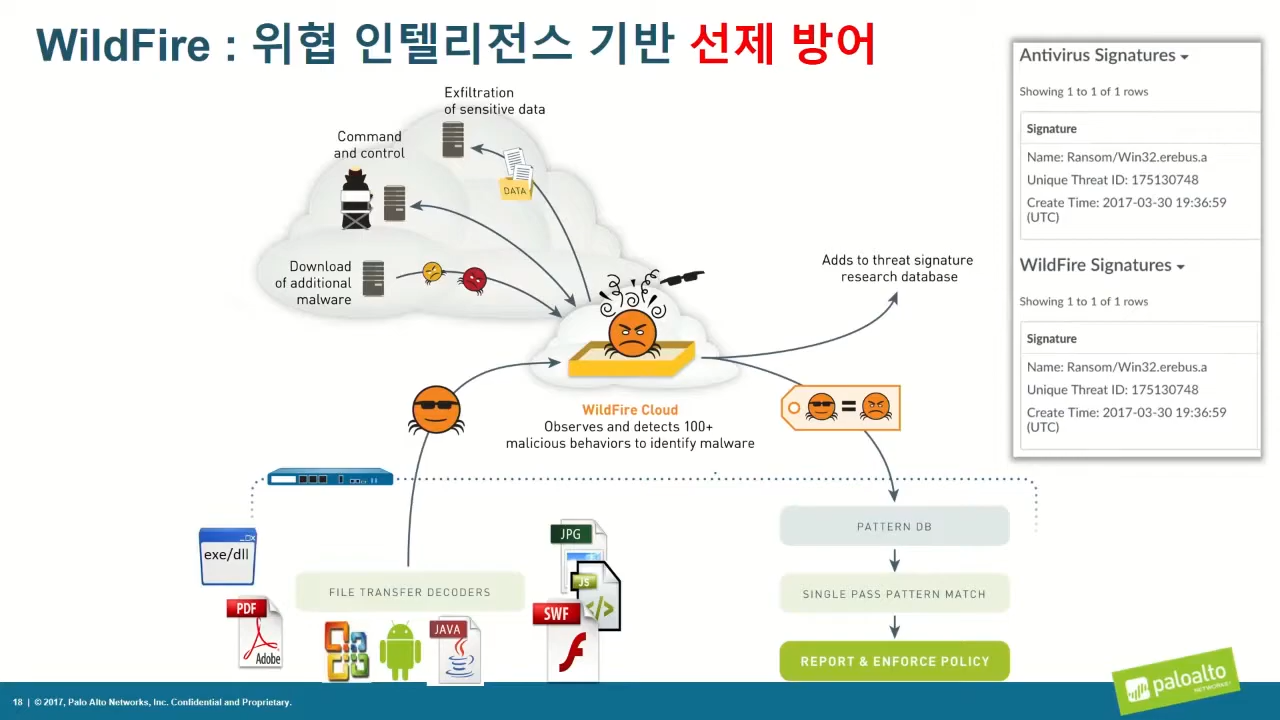 WildFire : 위협 인텔리전스 기반 선제 방어
Exfiltration
of sensitive data
Command
and control
DATA
Download
of additional
malware
Adds to threat signature
research database
WildFire Cloud
Observes and detects 100+
malicious behaviors to identify malware
Antivirus Signatures
Showing 1 to 1 of 1 rows
Signature
Name: Ransom/Win32.erebus.a
Unique Threat ID: 175130748
Create Time: 2017-03-30 19:36:59
(UTC)
WildFire Signatures
Showing 1 to 1 of 1 rows
Signature
Name: Ransom/Win32.erebus.a
Unique Threat ID: 175130748
Create Time: 2017-03-30 19:36:59
(UTC)
=
exe/dll
PDF
Adobe
FILE TRANSFER DECODERS
JAVA
JPG
JS
</>
SWF
PATTERN DB
SINGLE PASS PATTERN MATCH
REPORT & ENFORCE POLICY
18 | © 2017, Palo Alto Networks, Inc. Confidential and Proprietary.
paloalto
NETWORKS